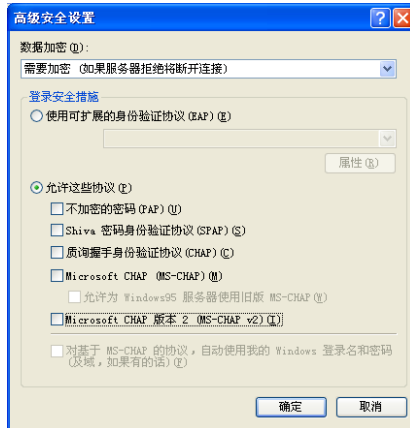 高级安全设置
数据加密(D):
需要加密 (如果服务器拒绝将断开连接)
登录安全措施
使用可扩展的身份验证协议(EAP)(E)
属性(R)
允许这些协议(P)
不加密的密码(PAP)(U)
Shiva 密码身份验证协议(SPAP)(S)
质询握手身份验证协议(CHAP)(C)
Microsoft CHAP (MS-CHAP)(M)
允许为 Windows95 服务器使用旧版 MS-CHAP(W)
Microsoft CHAP 版本 2 (MS-CHAP v2)(I)
对基于 MS-CHAP 的协议，自动使用我的 Windows 登录名和密码
(及域，如果有的话)(F)
确定
取消